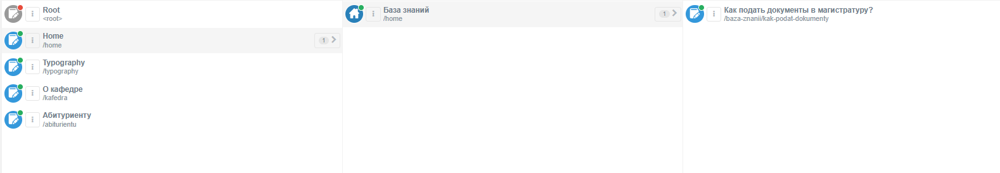 Root
<root>
Home
/home
1
Typography
/typography
О кафедре
/kafedra
Абитуриенту
/abiturientu
База знаний
/home
1
Как подать документы в магистратуру?
/baza-znanii/kak-podat-dokumenty